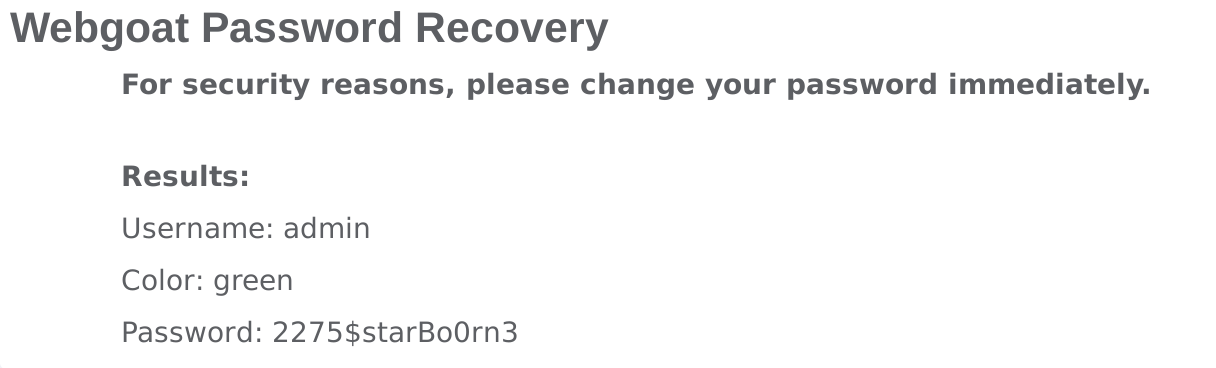 Webgoat Password Recovery
For security reasons, please change your password immediately.
Results:
Username: admin
Color: green
Password: 2275$starBo0rn3